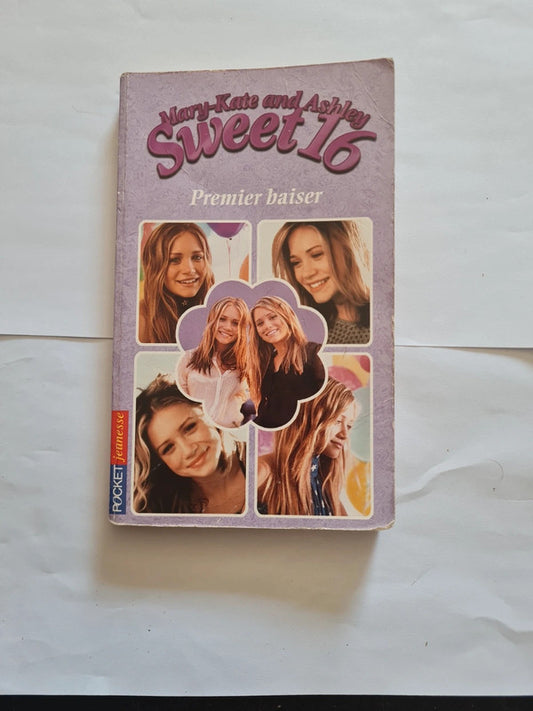 Mary-Kate and Ashley
Sweet 16
Premier baiser
POCKET jeunesse